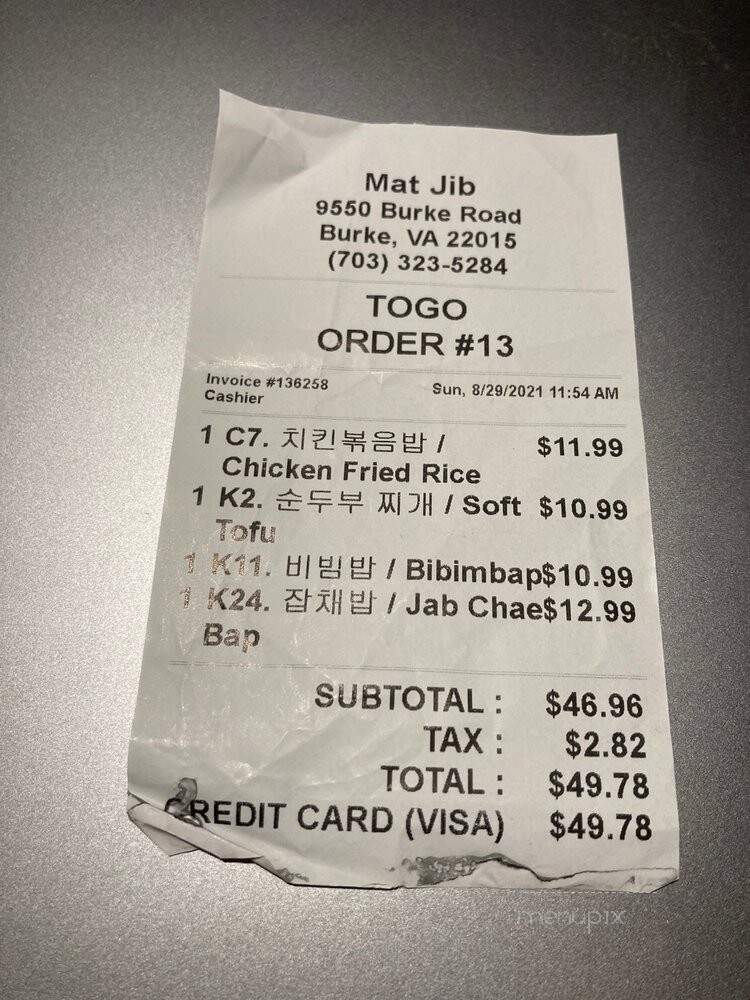 Mat Jib
9550 Burke Road
Burke, VA 22015
(703) 323-5284
TOGO
ORDER #13
Invoice #136258
Cashier
Sun, 8/29/2021 11:54 AM
1 C7. 치킨볶음밥 / $11.99
Chicken Fried Rice
1 K2. 순두부 찌개 / Soft $10.99
Tofu
1 K11. 비빔밥 / Bibimbap$10.99
1 K24. 잡채밥 / Jab Chae$12.99
Bap
SUBTOTAL : $46.96
TAX : $2.82
TOTAL : $49.78
CREDIT CARD (VISA) $49.78
menupix